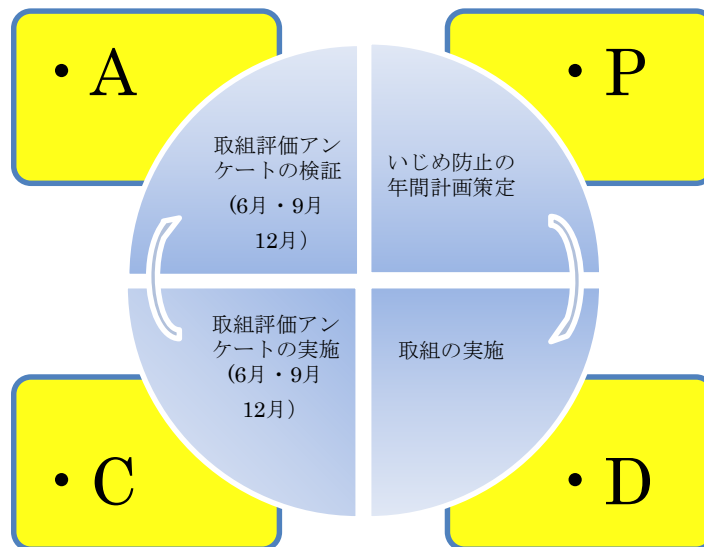 ・A
・P
取組評価アン
ケートの検証
(6月・9月
12月）
いじめ防止の
年間計画策定
取組評価アン
ケートの実施
(6月・9月
12月）
取組の実施
・C
・D